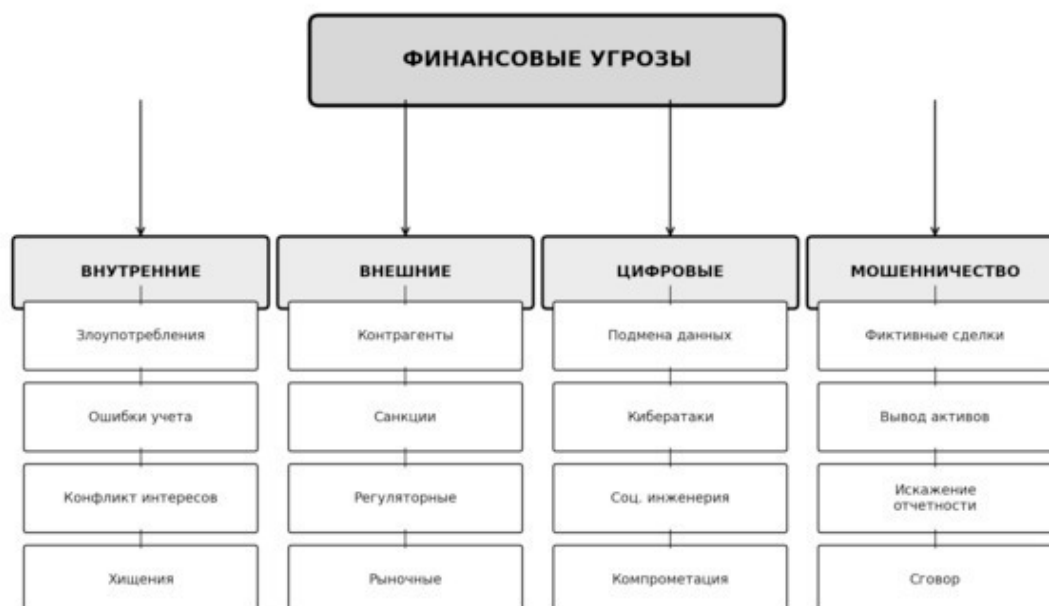 ФИНАНСОВЫЕ УГРОЗЫ
ВНУТРЕННИЕ
ВНЕШНИЕ
ЦИФРОВЫЕ
МОШЕННИЧЕСТВО
Злоупотребления
Контрагенты
Подмена данных
Фиктивные сделки
Ошибки учета
Санкции
Кибератаки
Вывод активов
Конфликт интересов
Регуляторные
Соц. инженерия
Искажение
отчетности
Хищения
Рыночные
Компрометация
Сговор